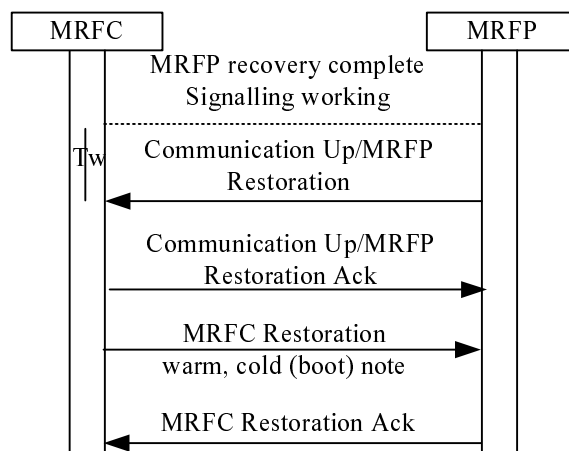 MRFC
MRFP
MRFP recovery complete
Signalling working
Tw
Communication Up/MRFP
Restoration
Communication Up/MRFP
Restoration Ack
MRFC Restoration
warm, cold (boot) note
MRFC Restoration Ack